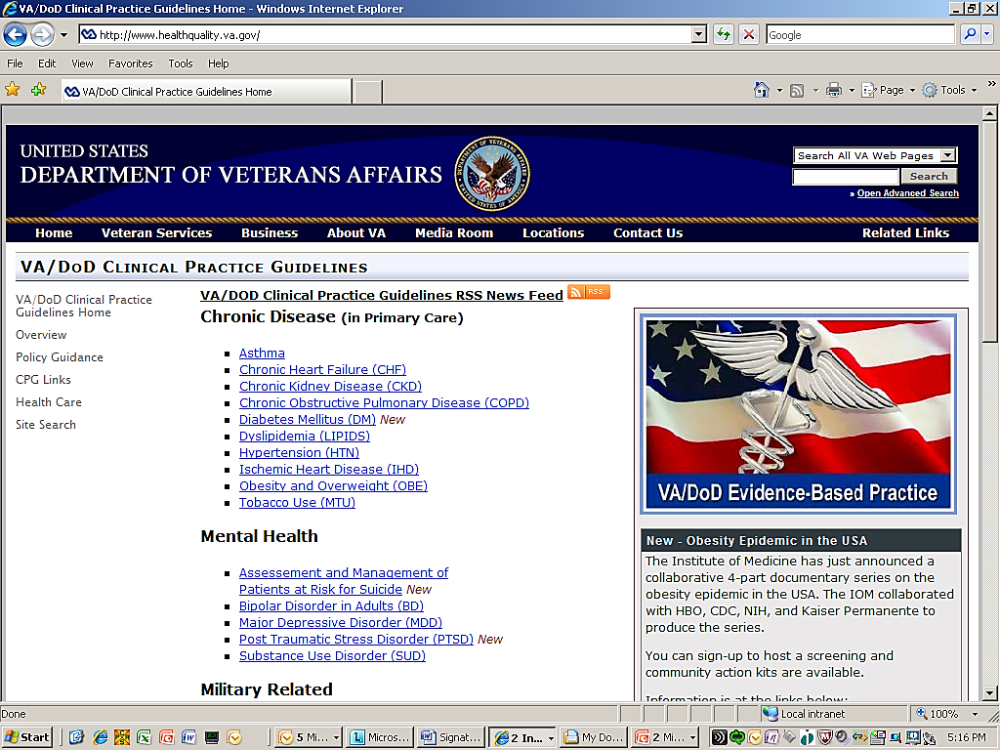 VA/DoD Clinical Practice Guidelines Home - Windows Internet Explorer
http://www.healthquality.va.gov/
Google
File Edit View Favorites Tools Help
VA/DoD Clinical Practice Guidelines Home
Page Tools
UNITED STATES
DEPARTMENT OF VETERANS AFFAIRS
Search All VA Web Pages
Search
» Open Advanced Search
Home Veteran Services Business About VA Media Room Locations Contact Us Related Links
VA/DoD Clinical Practice Guidelines
VA/DoD Clinical Practice
Guidelines Home
Overview
Policy Guidance
CPG Links
Health Care
Site Search
VA/DOD Clinical Practice Guidelines RSS News Feed RSS
Chronic Disease (in Primary Care)
Asthma
Chronic Heart Failure (CHF)
Chronic Kidney Disease (CKD)
Chronic Obstructive Pulmonary Disease (COPD)
Diabetes Mellitus (DM) New
Dyslipidemia (LIPIDS)
Hypertension (HTN)
Ischemic Heart Disease (IHD)
Obesity and Overweight (OBE)
Tobacco Use (MTU)
Mental Health
Assessement and Management of
Patients at Risk for Suicide New
Bipolar Disorder in Adults (BD)
Major Depressive Disorder (MDD)
Post Traumatic Stress Disorder (PTSD) New
Substance Use Disorder (SUD)
Military Related
VA/DoD Evidence-Based Practice
New - Obesity Epidemic in the USA
The Institute of Medicine has just announced a
collaborative 4-part documentary series on the
obesity epidemic in the USA. The IOM collaborated
with HBO, CDC, NIH, and Kaiser Permanente to
produce the series.
You can sign-up to host a screening and
community action kits are available.
Information is at the links below:
Done Local intranet 100%
Start 5 Mi... Micros... Signat... 2 In... My Do... 2 Mi... 5:16 PM